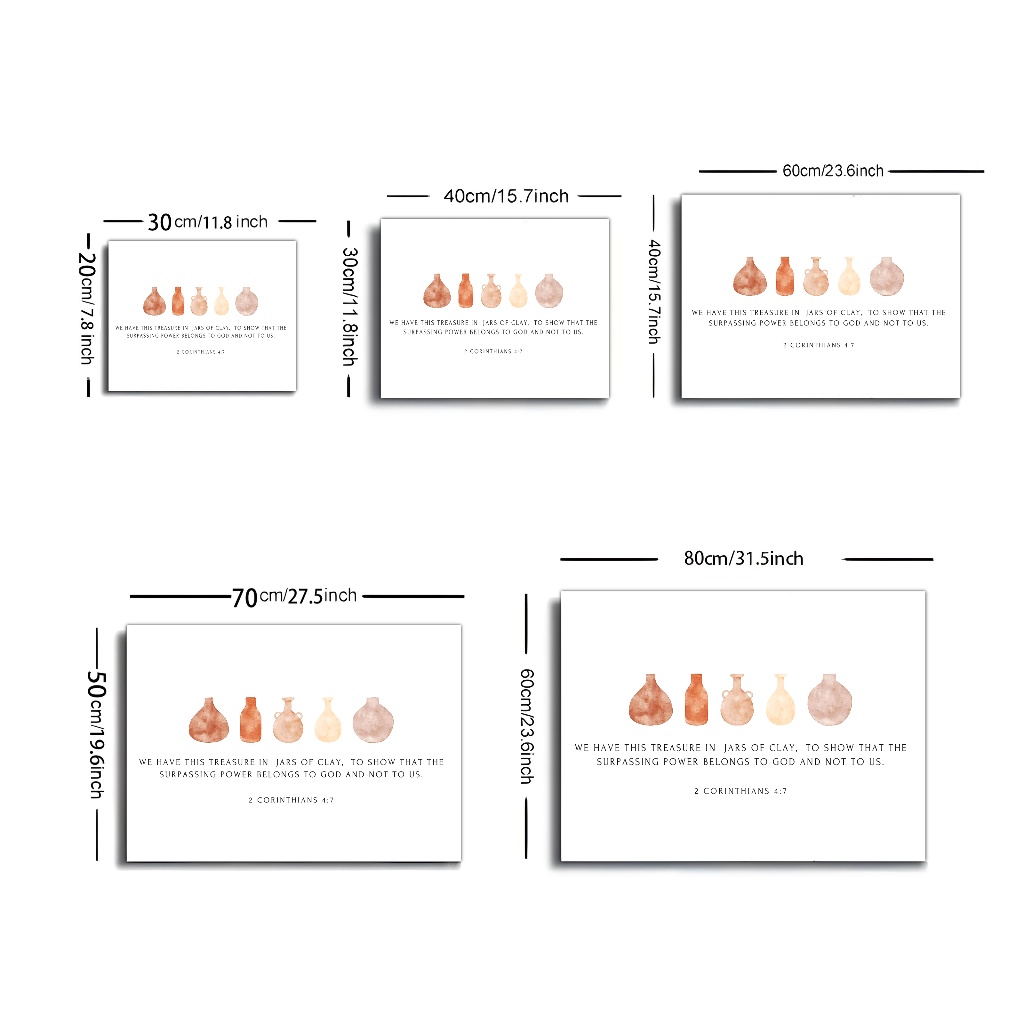 30cm/11.8 inch
20cm/7.8 inch
WE HAVE THIS TREASURE IN JARS OF CLAY, TO SHOW THAT THE
SURPASSING POWER BELONGS TO GOD AND NOT TO US.
2 CORINTHIANS 4:7
40cm/15.7inch
30cm/11.8inch
WE HAVE THIS TREASURE IN JARS OF CLAY, TO SHOW THAT THE
SURPASSING POWER BELONGS TO GOD AND NOT TO US.
2 CORINTHIANS 4:7
60cm/23.6inch
40cm/15.7inch
WE HAVE THIS TREASURE IN JARS OF CLAY, TO SHOW THAT THE
SURPASSING POWER BELONGS TO GOD AND NOT TO US.
2 CORINTHIANS 4:7
70cm/27.5inch
50cm/19.6inch
WE HAVE THIS TREASURE IN JARS OF CLAY, TO SHOW THAT THE
SURPASSING POWER BELONGS TO GOD AND NOT TO US.
2 CORINTHIANS 4:7
80cm/31.5inch
60cm/23.6inch
WE HAVE THIS TREASURE IN JARS OF CLAY, TO SHOW THAT THE
SURPASSING POWER BELONGS TO GOD AND NOT TO US.
2 CORINTHIANS 4:7